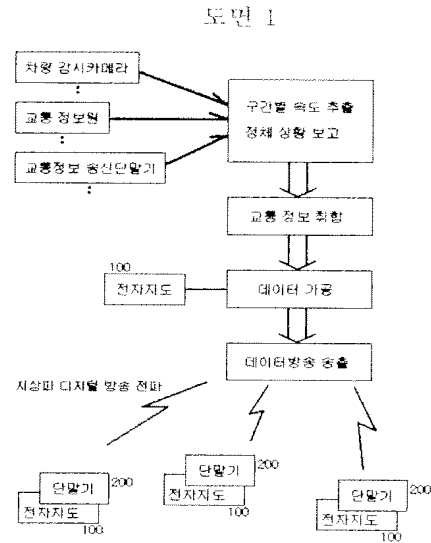 도면 1
차량 감시카메라
:
교통 정보원
:
교통정보 송신단말기
:
구간별 속도 추출
정체 상황 보고
교통 정보 취합
100
전자지도
데이터 가공
데이터방송 송출
지상파 디지털 방송 전파
단말기
200
전자지도
100
단말기
200
전자지도
100
단말기
200
전자지도
100